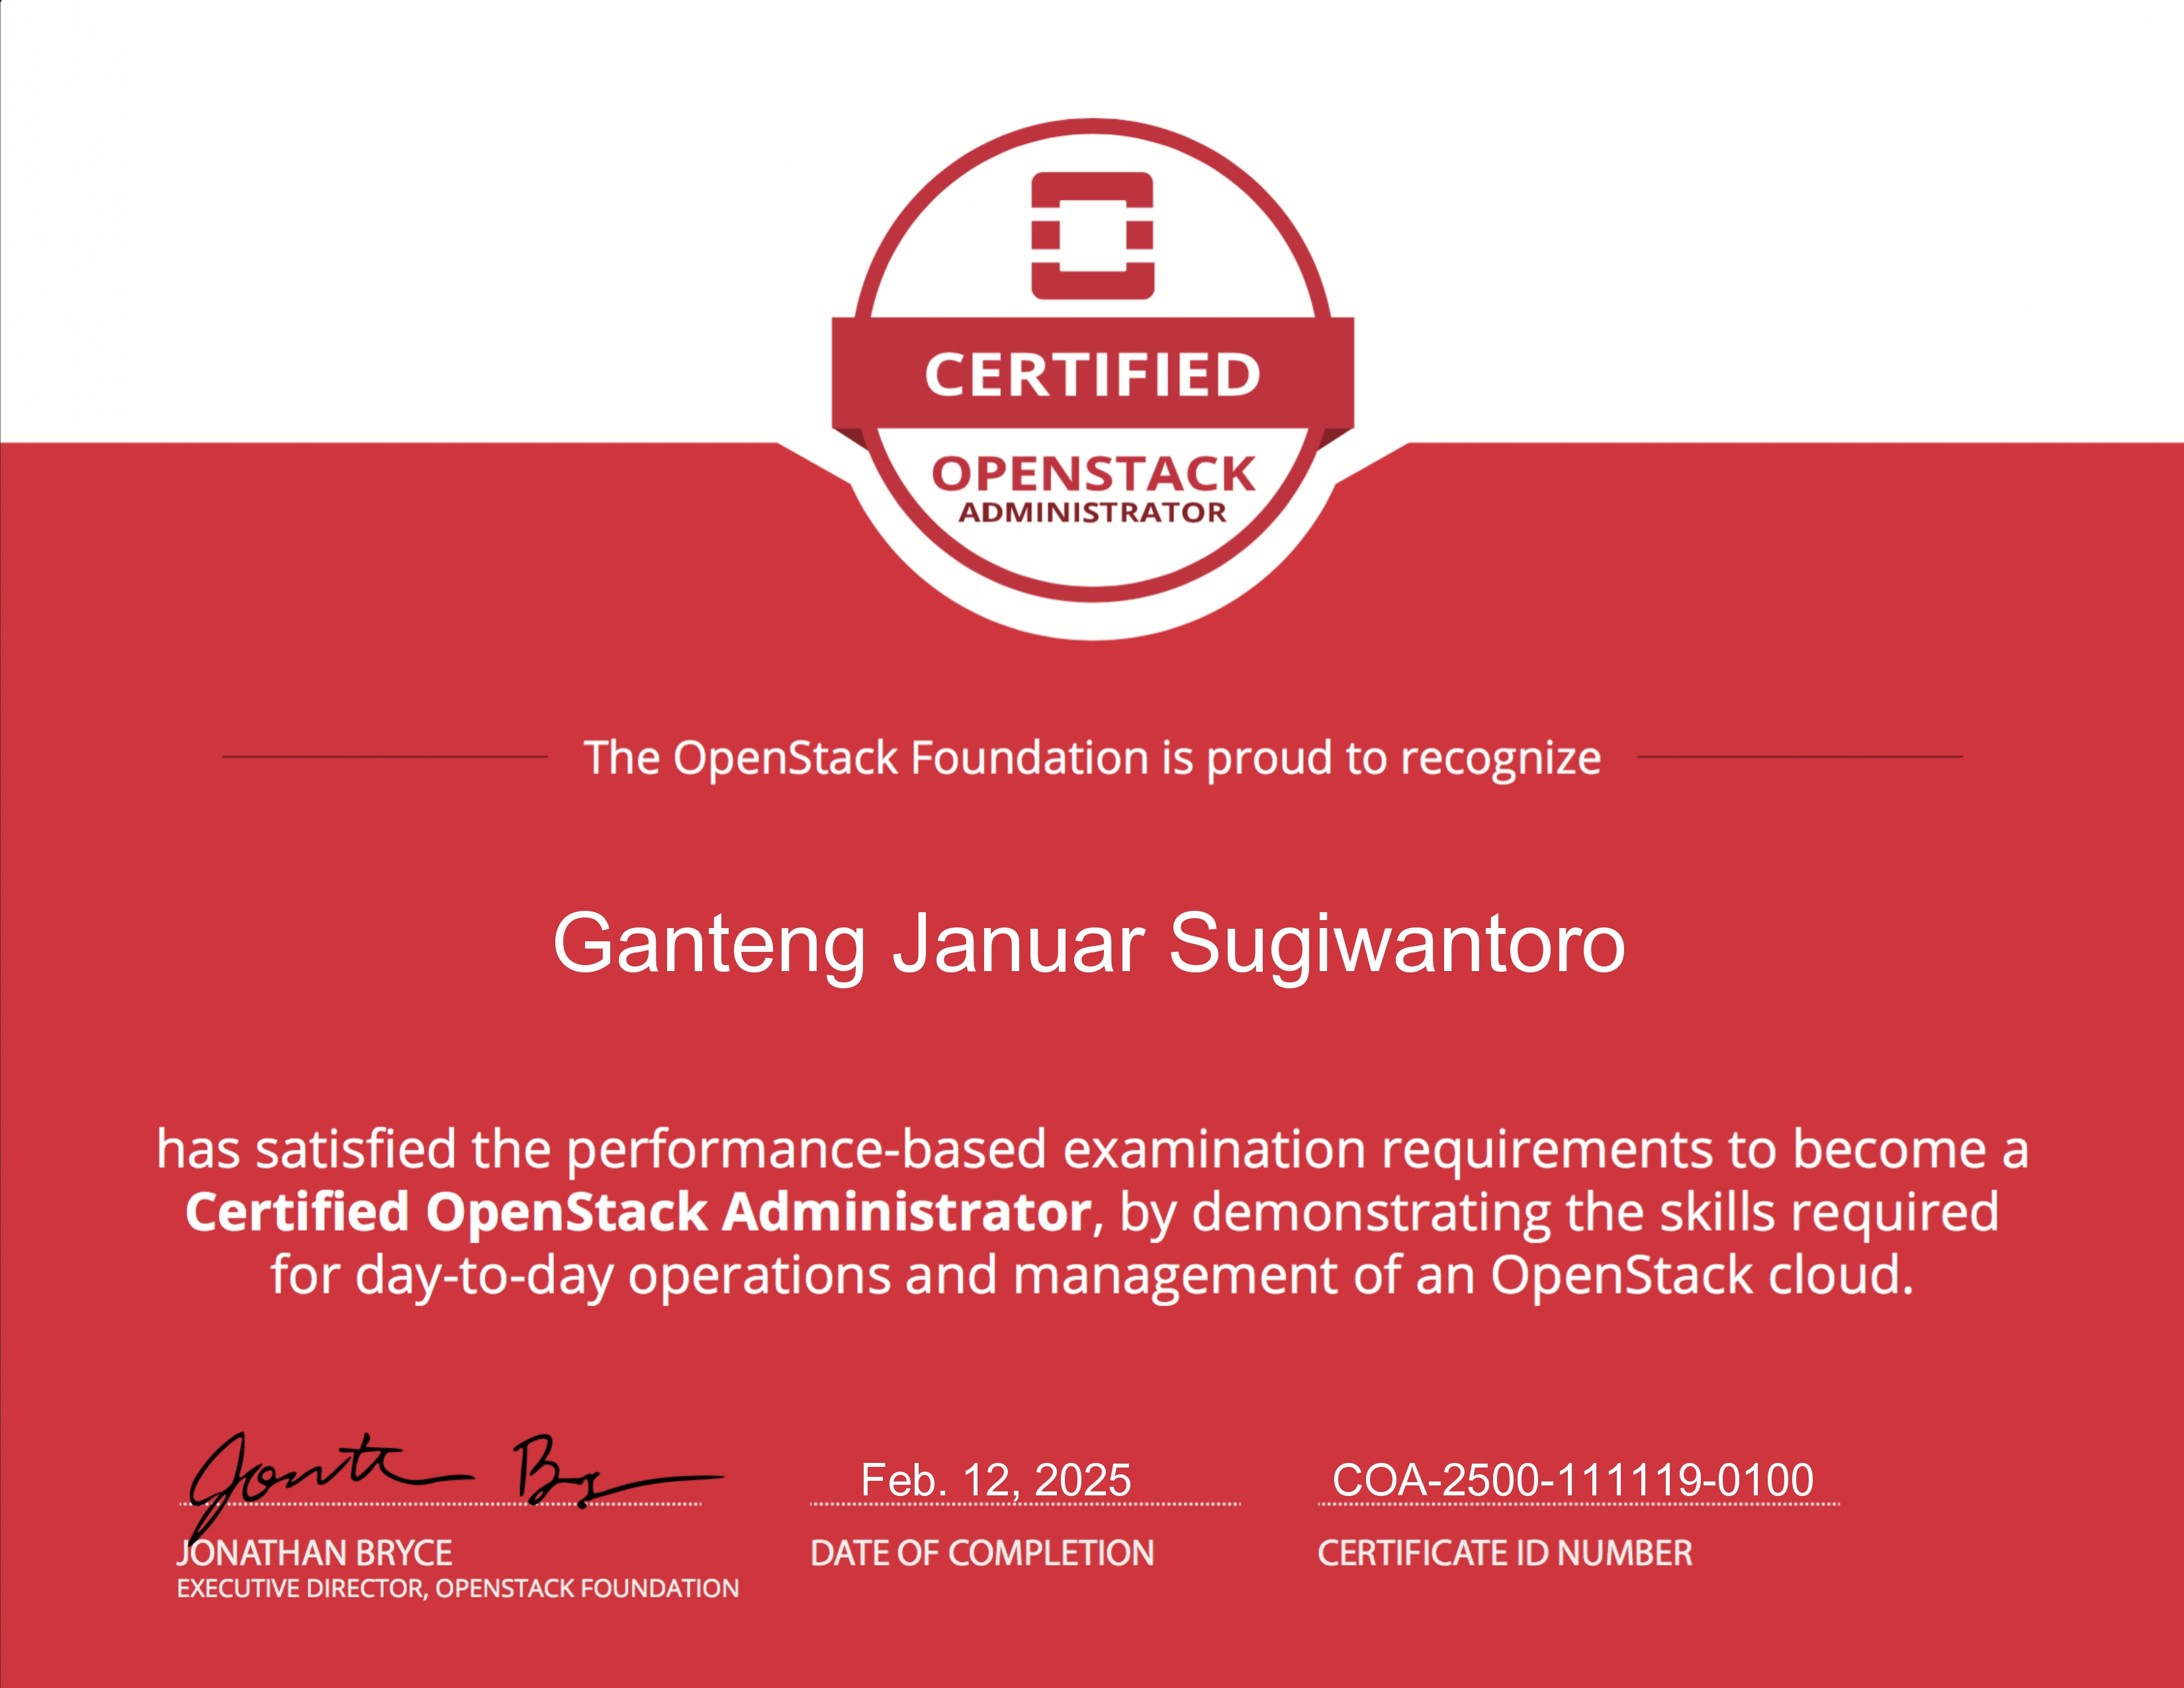 CERTIFIED
OPENSTACK
ADMINISTRATOR
The OpenStack Foundation is proud to recognize
Ganteng Januar Sugiwantoro
has satisfied the performance-based examination requirements to become a
Certified OpenStack Administrator, by demonstrating the skills required
for day-to-day operations and management of an OpenStack cloud.
Feb. 12, 2025
COA-2500-111119-0100
JONATHAN BRYCE
DATE OF COMPLETION
CERTIFICATE ID NUMBER
EXECUTIVE DIRECTOR, OPENSTACK FOUNDATION